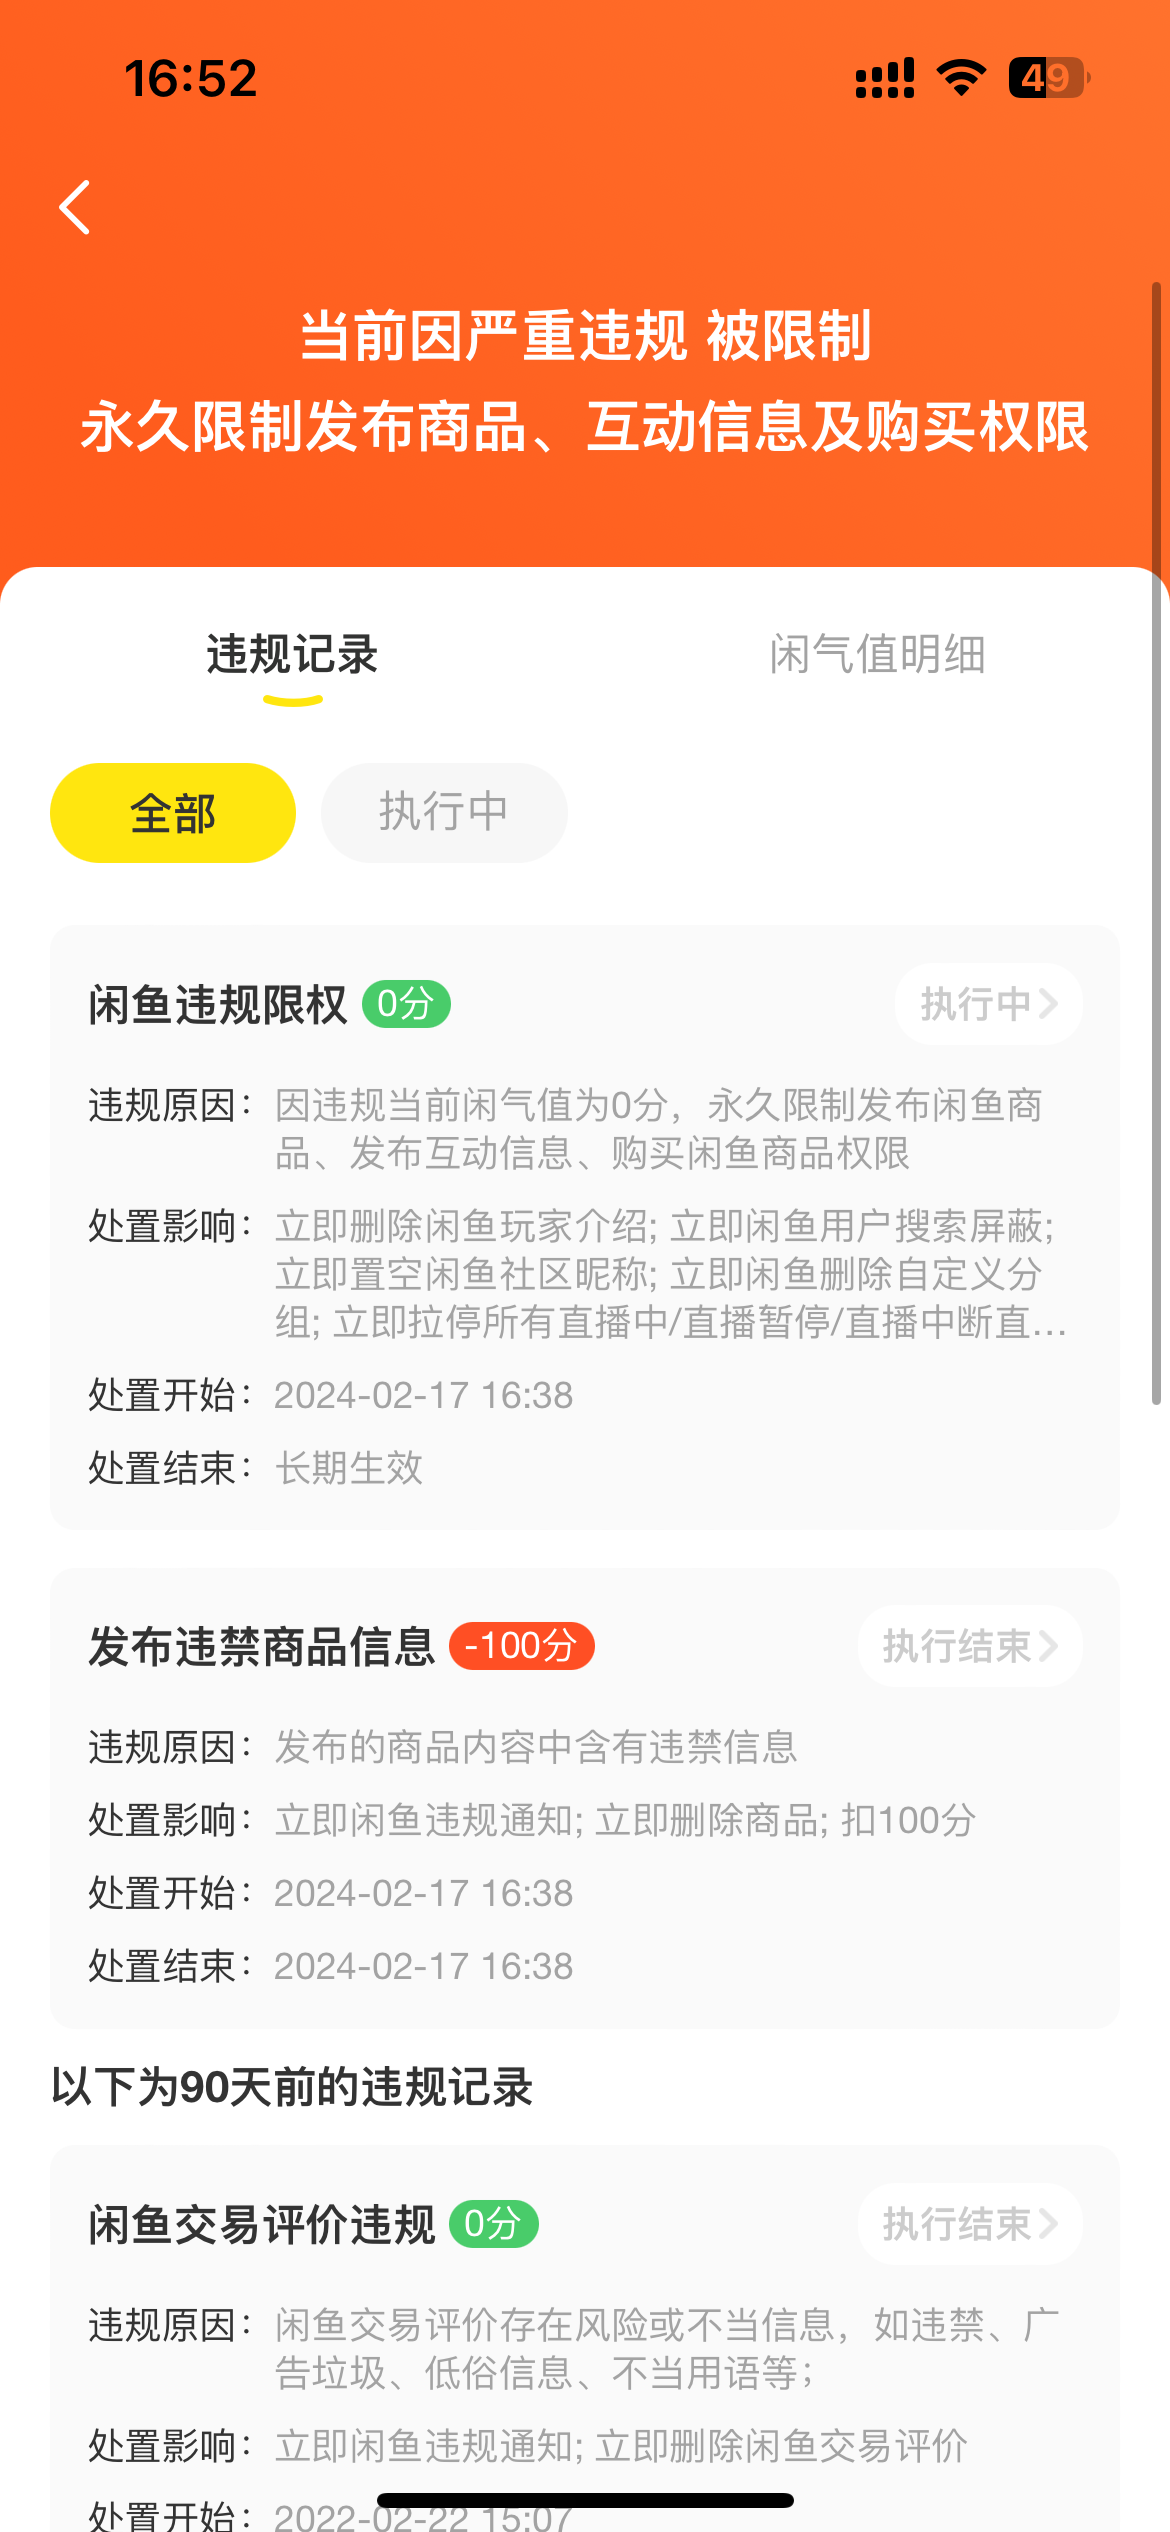 16:52
49
当前因严重违规 被限制
永久限制发布商品、互动信息及购买权限
违规记录
闲气值明细
全部
执行中
闲鱼违规限权 0分 执行中
违规原因： 因违规当前闲气值为0分，永久限制发布闲鱼商
品、发布互动信息、购买闲鱼商品权限
处置影响： 立即删除闲鱼玩家介绍; 立即闲鱼用户搜索屏蔽;
立即置空闲鱼社区昵称; 立即闲鱼删除自定义分
组; 立即拉停所有直播中/直播暂停/直播中断直...
处置开始： 2024-02-17 16:38
处置结束： 长期生效
发布违禁商品信息 -100分 执行结束
违规原因： 发布的商品内容中含有违禁信息
处置影响： 立即闲鱼违规通知; 立即删除商品; 扣100分
处置开始： 2024-02-17 16:38
处置结束： 2024-02-17 16:38
以下为90天前的违规记录
闲鱼交易评价违规 0分 执行结束
违规原因： 闲鱼交易评价存在风险或不当信息，如违禁、广
告垃圾、低俗信息、不当用语等；
处置影响： 立即闲鱼违规通知; 立即删除闲鱼交易评价
处置开始： 2022-02-22 15:07